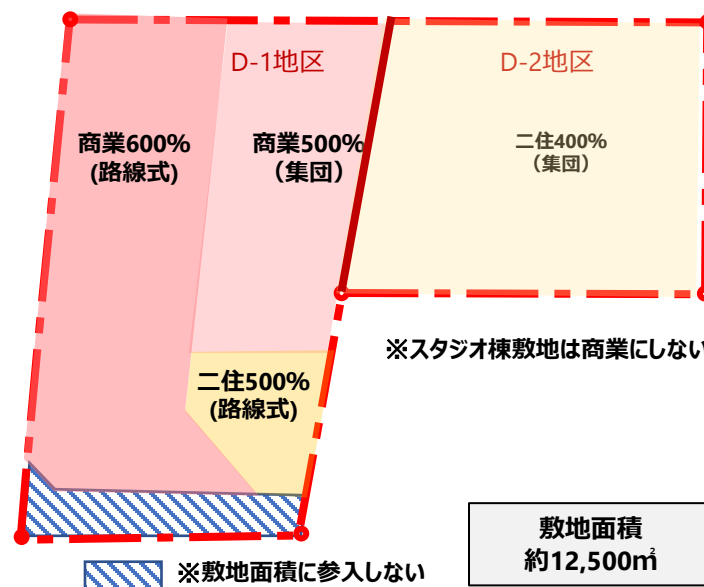 D-1地区
D-2地区
商業600%
(路線式)
商業500%
（集団）
二住400%
（集団）
※スタジオ棟敷地は商業にしない
二住500%
(路線式)
敷地面積
約12,500㎡
※敷地面積に参入しない